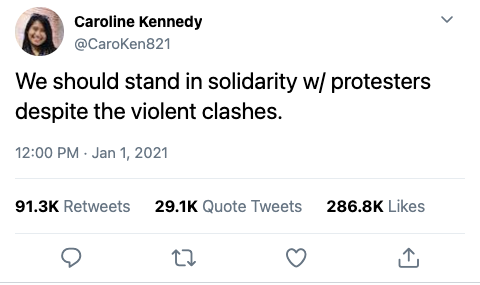 Caroline Kennedy
@CaroKen821
We should stand in solidarity w/ protesters
despite the violent clashes.
12:00 PM · Jan 1, 2021
91.3K Retweets 29.1K Quote Tweets 286.8K Likes